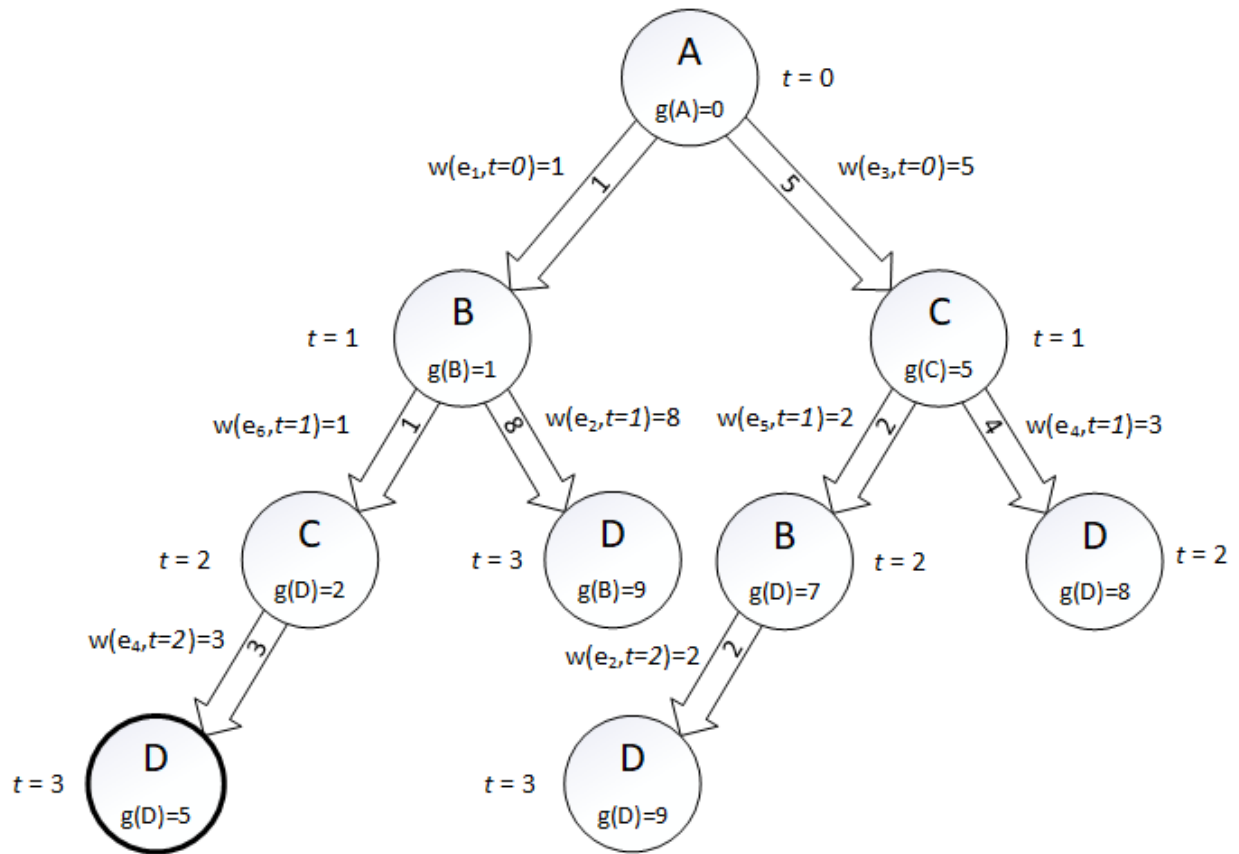 A
t = 0
g(A)=0
w(e₁,t=0)=1
1
5
w(e₃,t=0)=5
B
C
t = 1
t = 1
g(B)=1
g(C)=5
w(e₆,t=1)=1
1
8
w(e₂,t=1)=8
w(e₅,t=1)=2
2
4
w(e₄,t=1)=3
C
D
B
D
t = 2
t = 3
t = 2
t = 2
g(D)=2
g(B)=9
g(D)=7
g(D)=8
w(e₄,t=2)=3
3
w(e₂,t=2)=2
2
D
D
t = 3
t = 3
g(D)=5
g(D)=9